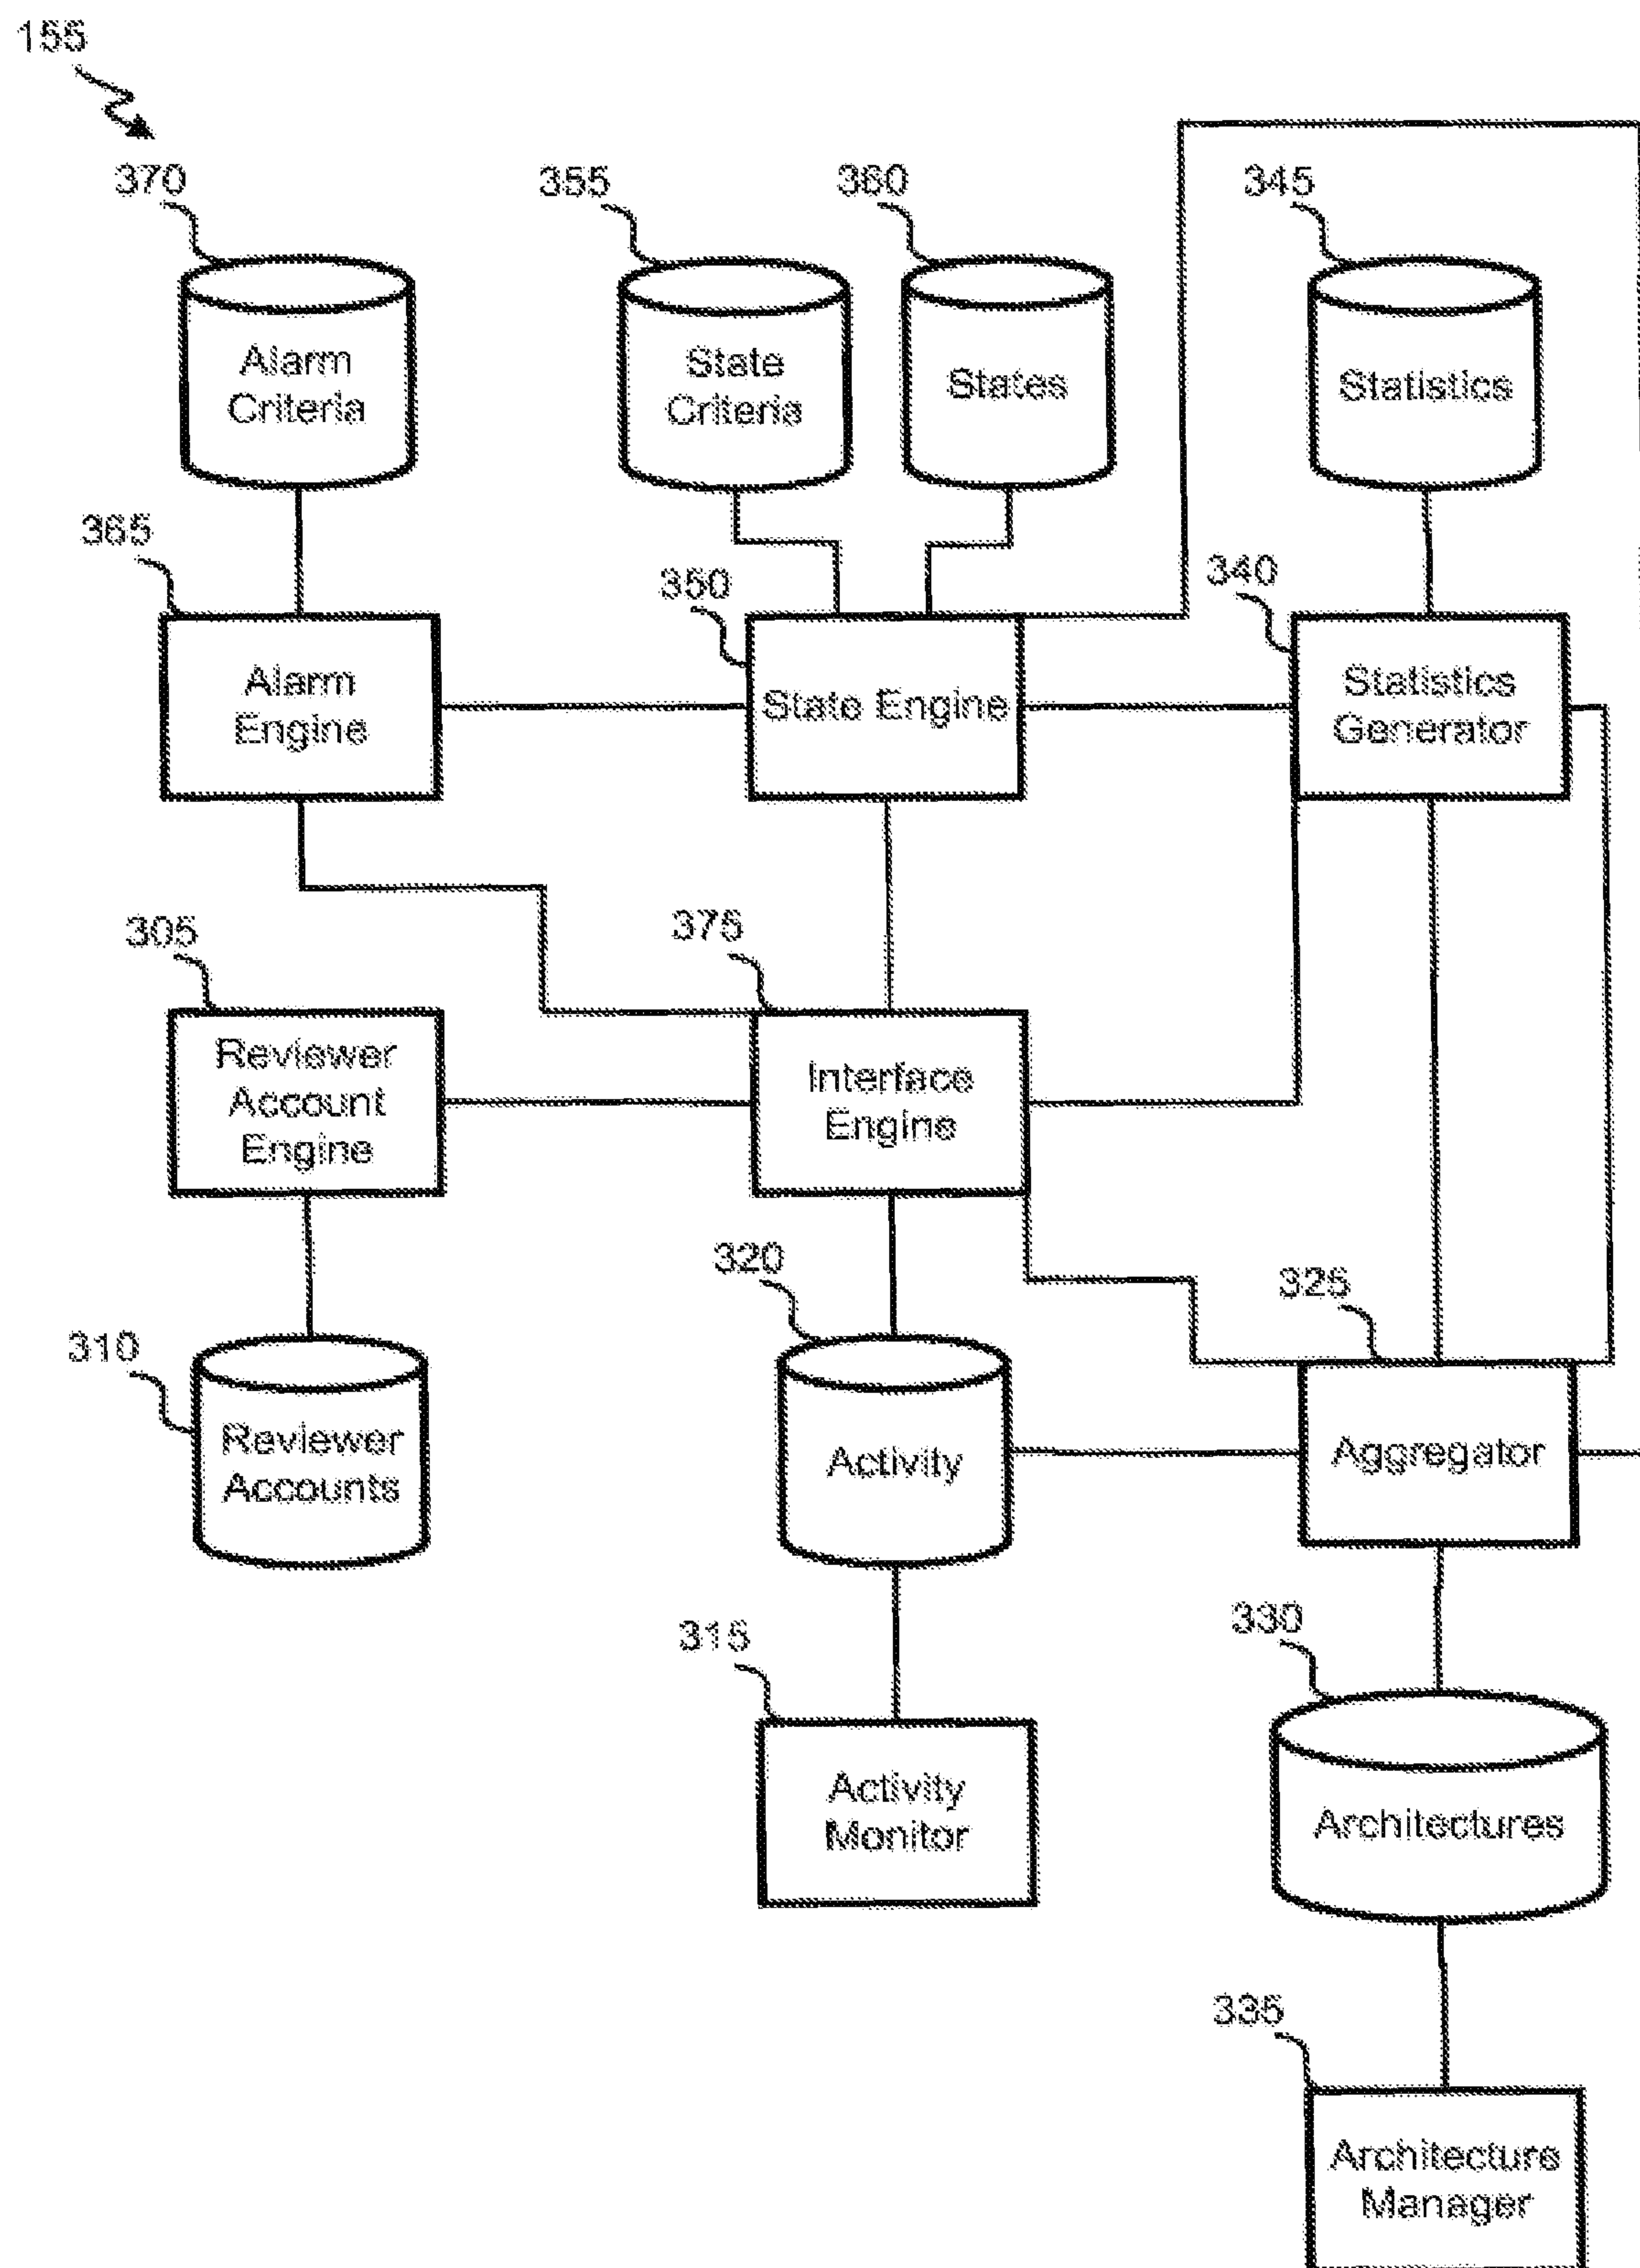 155
370
355
360
345
Alarm
Criteria
State
Criteria
States
Statistics
365
350
340
Alarm
Engine
State Engine
Statistics
Generator
305
375
Reviewer
Account
Engine
Interface
Engine
320
325
310
Reviewer
Accounts
Activity
Aggregator
315
330
Activity
Monitor
Architectures
335
Architecture
Manager